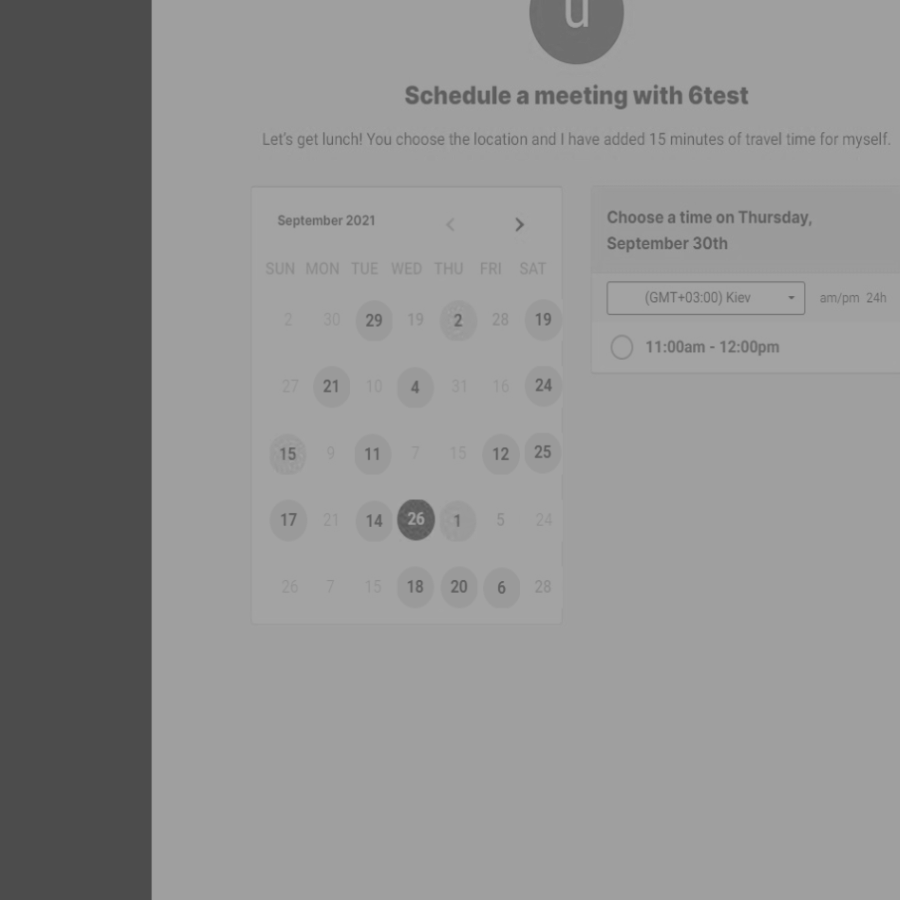 u
Schedule a meeting with 6test
Let's get lunch! You choose the location and I have added 15 minutes of travel time for myself.
September 2021
SUN MON TUE WED THU FRI SAT
2 30 29 19 2 28 19
27 21 10 4 31 16 24
15 9 11 7 15 12 25
17 21 14 26 1 5 24
26 7 15 18 20 6 28
Choose a time on Thursday,
September 30th
(GMT+03:00) Kiev am/pm 24h
11:00am - 12:00pm